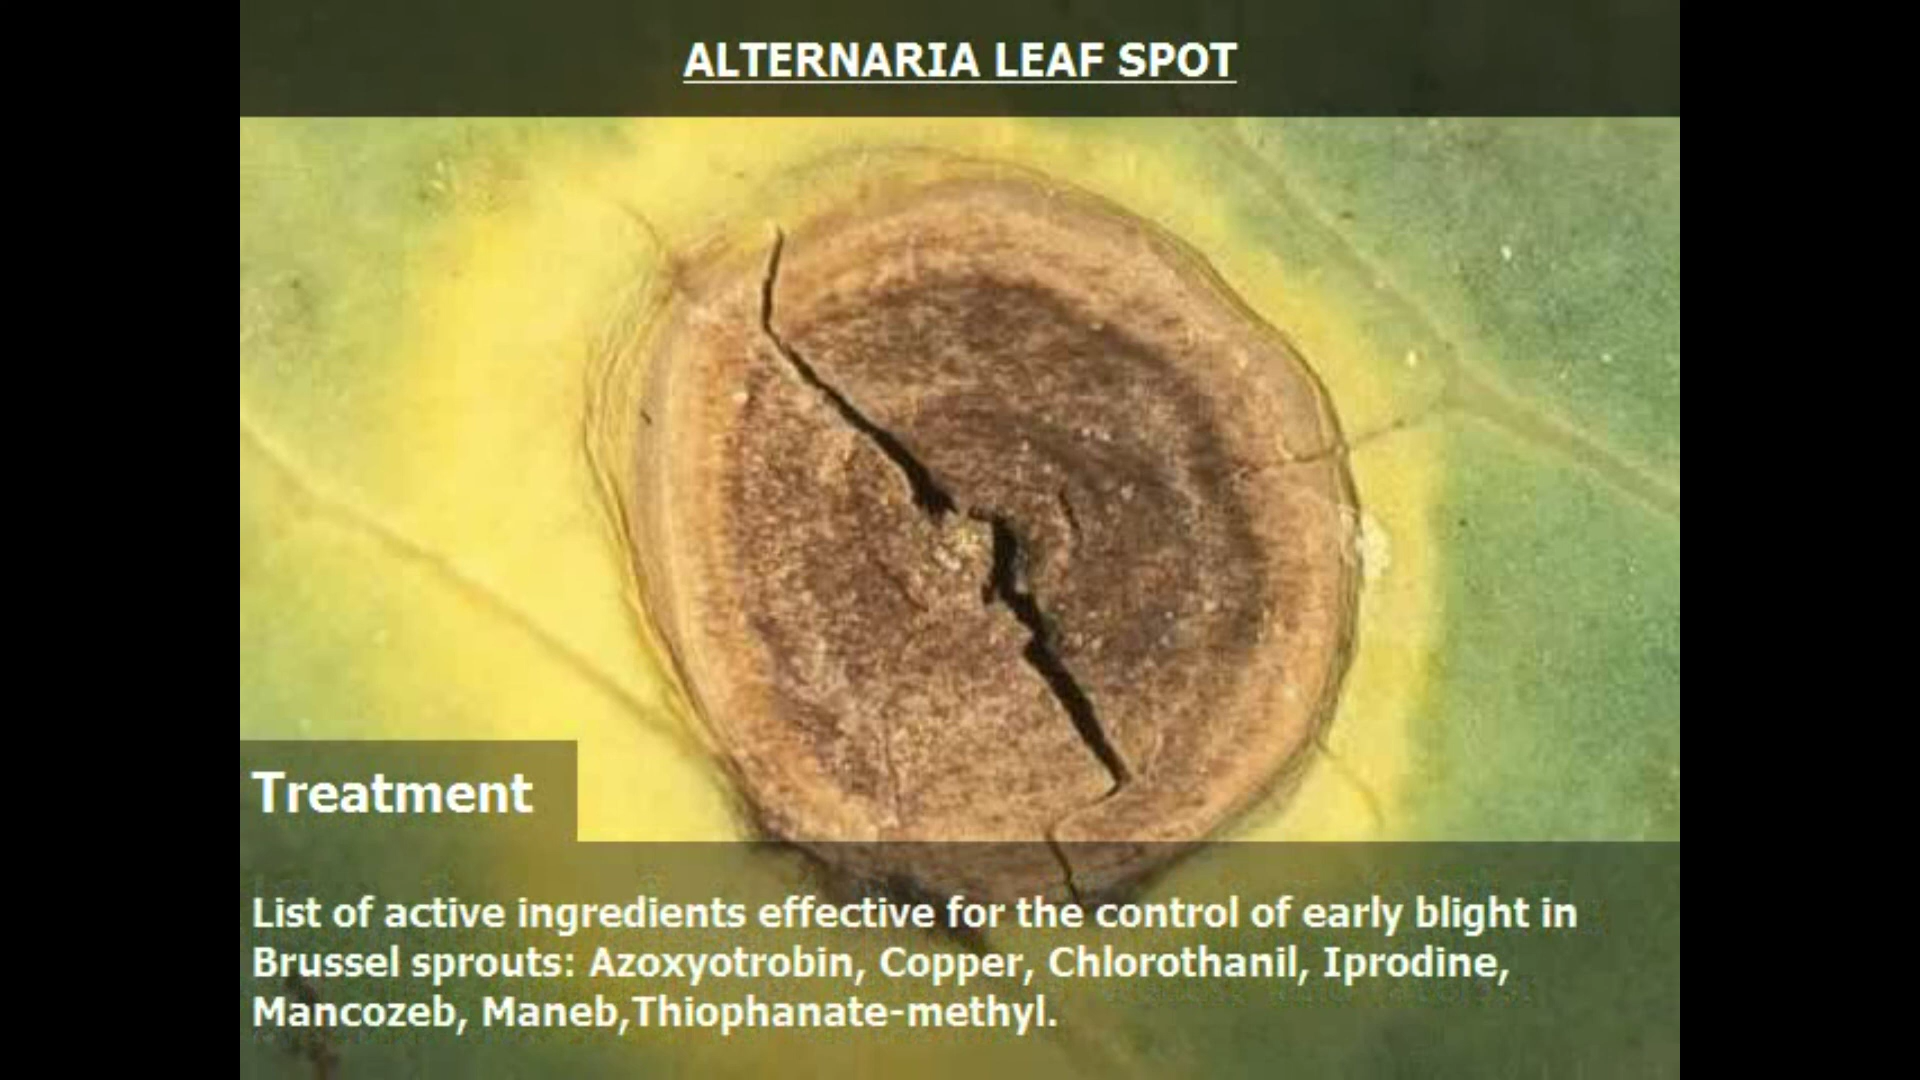 ALTERNARIA LEAF SPOT
Treatment
List of active ingredients effective for the control of early blight in
Brussel sprouts: Azoxyotrobin, Copper, Chlorothanil, Iprodine,
Mancozeb, Maneb,Thiophanate-methyl.